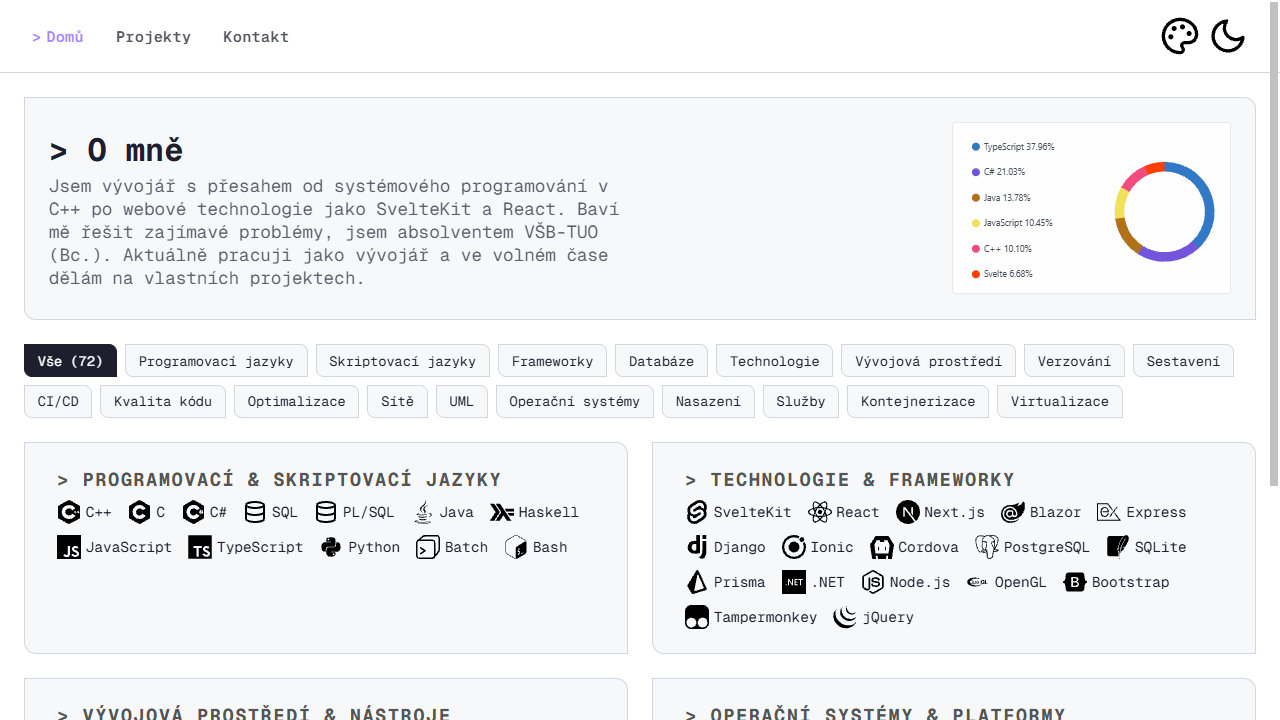 > Domů Projekty Kontakt
> O mně
Jsem vývojář s přesahem od systémového programování v
C++ po webové technologie jako SvelteKit a React. Baví
mě řešit zajímavé problémy, jsem absolventem VŠB-TUO
(Bc.). Aktuálně pracuji jako vývojář a ve volném čase
dělám na vlastních projektech.
TypeScript 37.96%
C# 21.03%
Java 13.78%
JavaScript 10.45%
C++ 10.10%
Svelte 6.68%
Vše (72) Programovací jazyky Skriptovací jazyky Frameworky Databáze Technologie Vývojová prostředí Verzování Sestavení
CI/CD Kvalita kódu Optimalizace Sítě UML Operační systémy Nasazení Služby Kontejnerizace Virtualizace
> PROGRAMOVACÍ & SKRIPTOVACÍ JAZYKY
C++ C C# SQL PL/SQL Java Haskell
JS JavaScript TS TypeScript Python Batch Bash
> TECHNOLOGIE & FRAMEWORKY
SvelteKit React Next.js Blazor Express
dj Django Ionic Cordova PostgreSQL SQLite
Prisma .NET .NET Node.js OpenGL Bootstrap
Tampermonkey jQuery
> VÝVOJOVÁ PROSTŘEDÍ & NÁSTROJE
> OPERAČNÍ SYSTÉMY & PLATFORMY